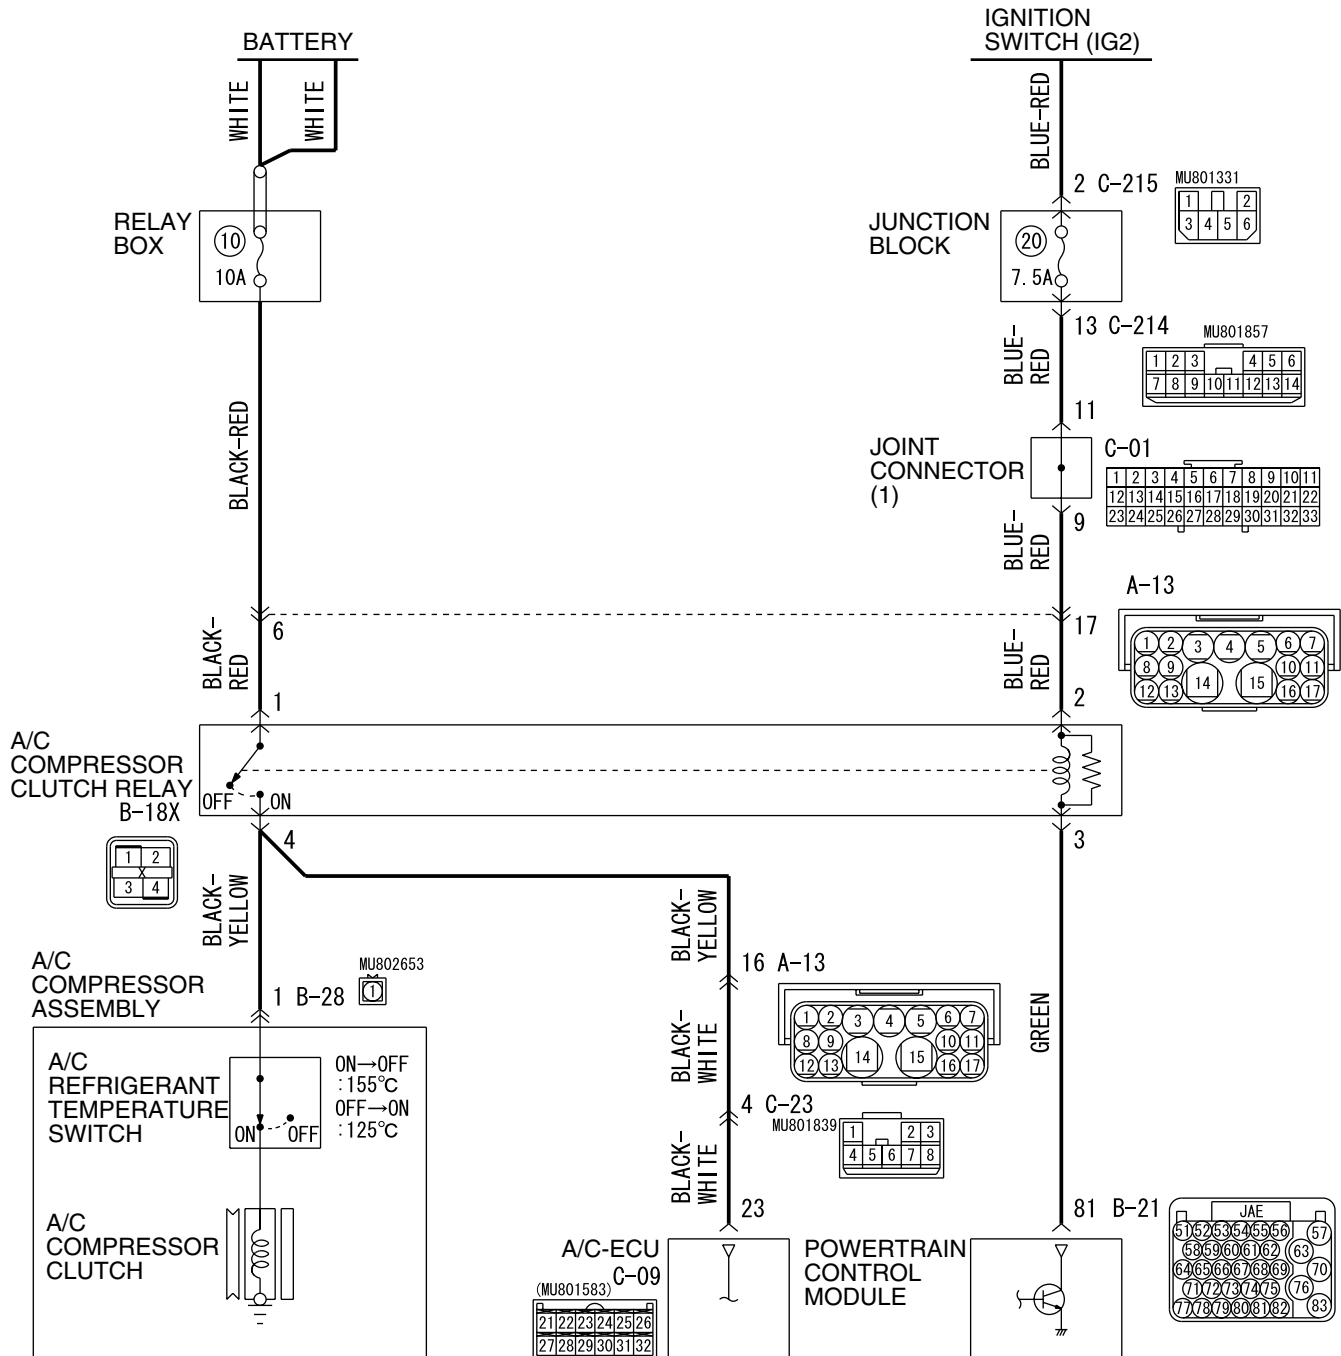 BATTERY
IGNITION
SWITCH (IG2)
WHITE
WHITE
BLUE-RED
2 C-215
MU801331
1 2
3 4 5 6
RELAY
BOX
10
10A
JUNCTION
BLOCK
20
7.5A
13 C-214
MU801857
1 2 3 4 5 6
7 8 9 10 11 12 13 14
BLUE-
RED
11
BLACK-RED
JOINT
CONNECTOR
(1)
C-01
1 2 3 4 5 6 7 8 9 10 11
12 13 14 15 16 17 18 19 20 21 22
23 24 25 26 27 28 29 30 31 32 33
9
BLUE-
RED
A-13
1 2 3 4 5 6 7
8 9 10 11
12 13 14 15 16 17
6
17
BLACK-
RED
BLUE-
RED
1
2
A/C
COMPRESSOR
CLUTCH RELAY
B-18X
OFF
ON
1 2
X
3 4
4
3
BLACK-
YELLOW
BLACK-
YELLOW
A/C
COMPRESSOR
ASSEMBLY
1 B-28
MU802653
1
16 A-13
1 2 3 4 5 6 7
8 9 10 11
12 13 14 15 16 17
GREEN
A/C
REFRIGERANT
TEMPERATURE
SWITCH
ON→OFF
:155℃
OFF→ON
:125℃
ON
OFF
BLACK-
WHITE
4 C-23
MU801839
1 2 3
4 5 6 7 8
BLACK-
WHITE
23
81 B-21
JAE
51 52 53 54 55 56 57
58 59 60 61 62 63
64 65 66 67 68 69 70
71 72 73 74 75 76
77 78 79 80 81 82 83
A/C
COMPRESSOR
CLUTCH
A/C-ECU
C-09
(MU801583)
21 22 23 24 25 26
27 28 29 30 31 32
POWERTRAIN
CONTROL
MODULE